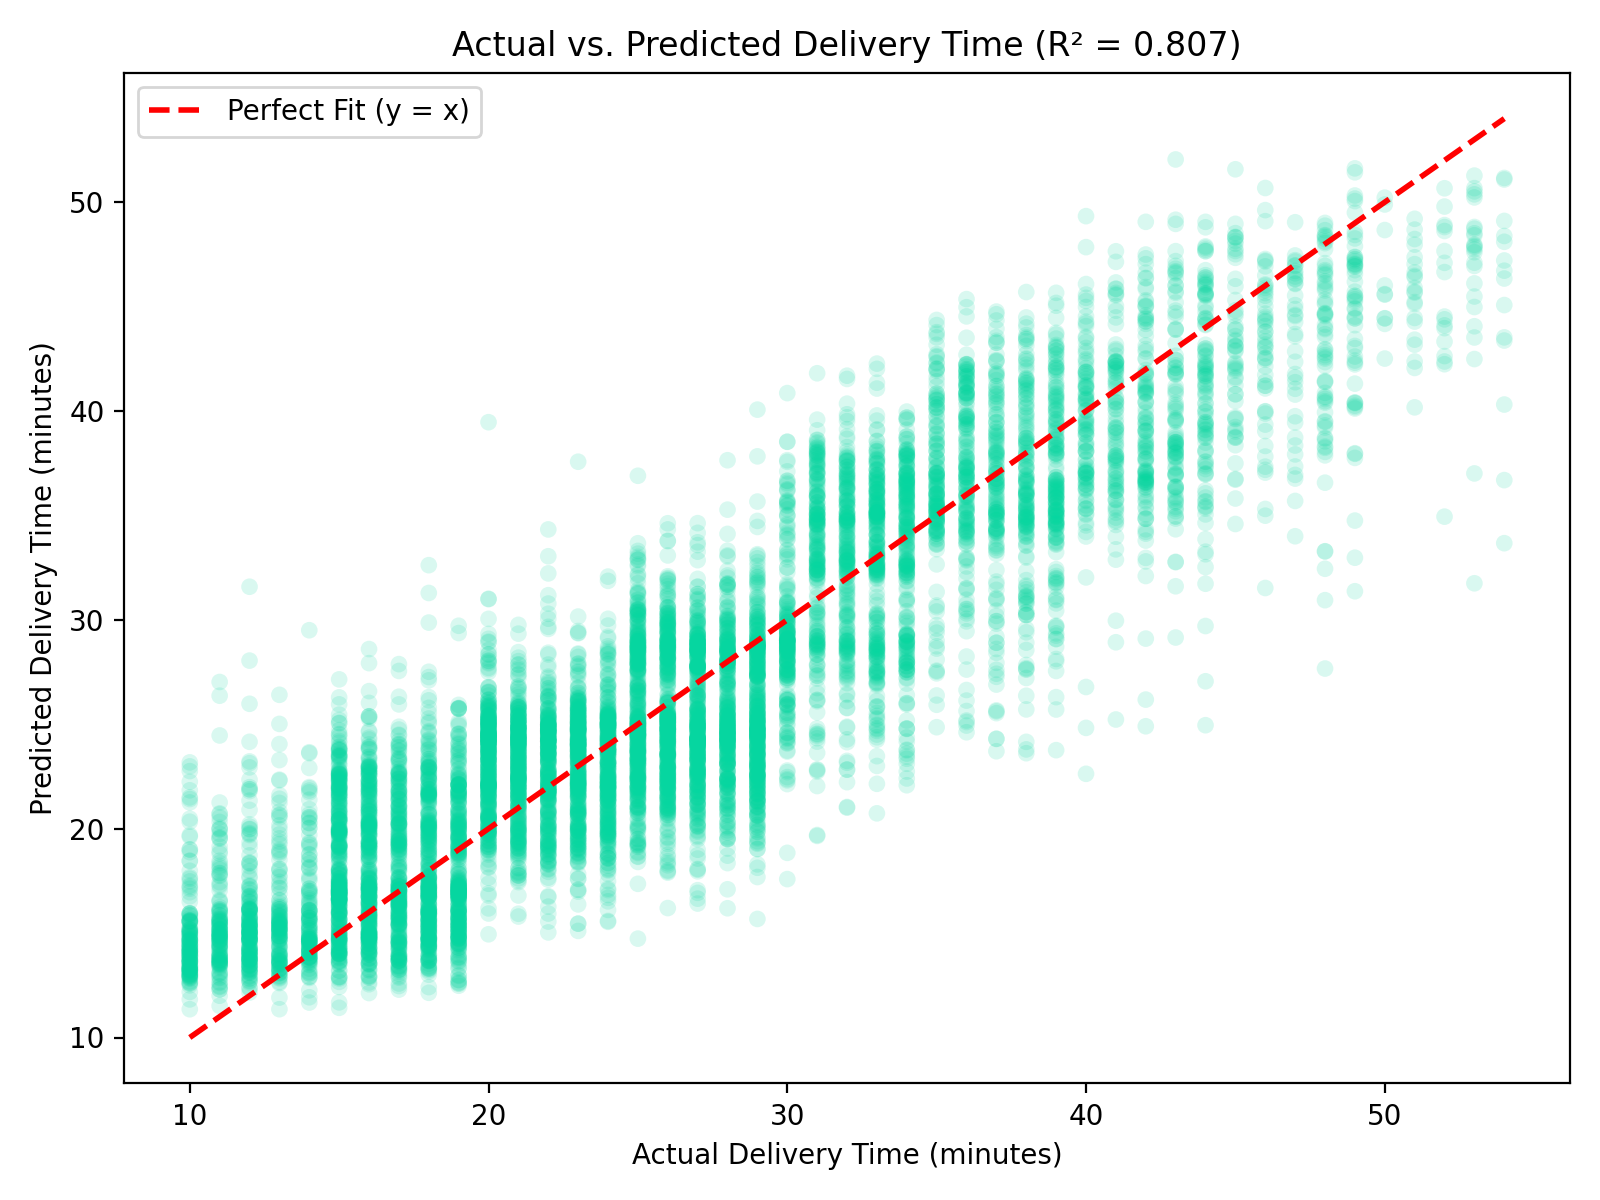 Actual vs. Predicted Delivery Time (R² = 0.807)
Perfect Fit (y = x)
Predicted Delivery Time (minutes)
50
40
30
20
10
10 20 30 40 50
Actual Delivery Time (minutes)